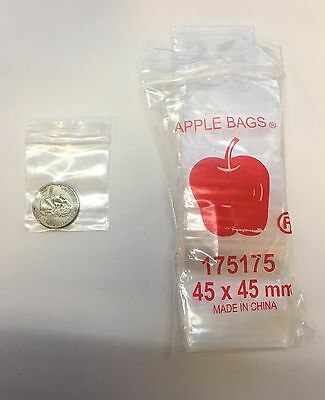 APPLE BAGS®
®
175175
45 x 45 mm
MADE IN CHINA